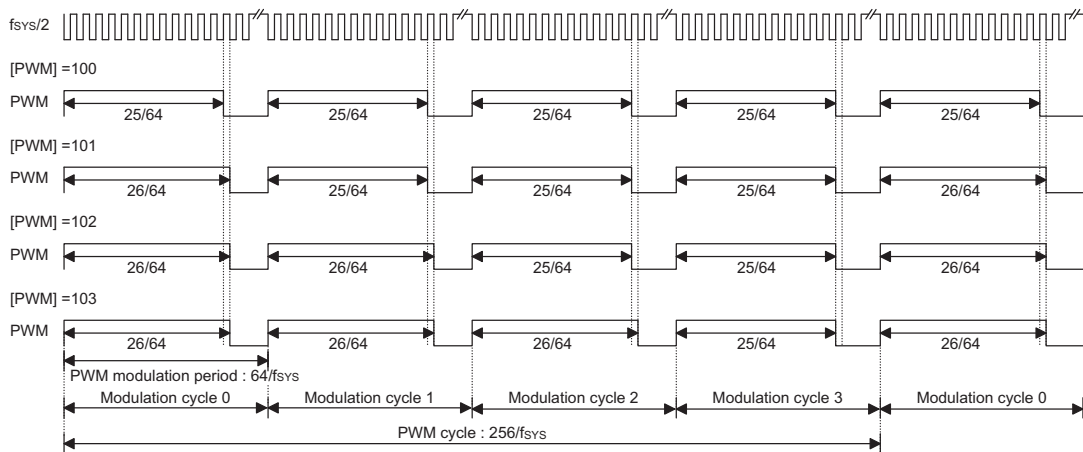 fSYS/2
[PWM] =100
PWM
25/64 25/64 25/64 25/64 25/64
[PWM] =101
PWM
26/64 25/64 25/64 25/64 26/64
[PWM] =102
PWM
26/64 26/64 25/64 25/64 26/64
[PWM] =103
PWM
26/64 26/64 26/64 25/64 26/64
PWM modulation period : 64/fSYS
Modulation cycle 0 Modulation cycle 1 Modulation cycle 2 Modulation cycle 3 Modulation cycle 0
PWM cycle : 256/fSYS